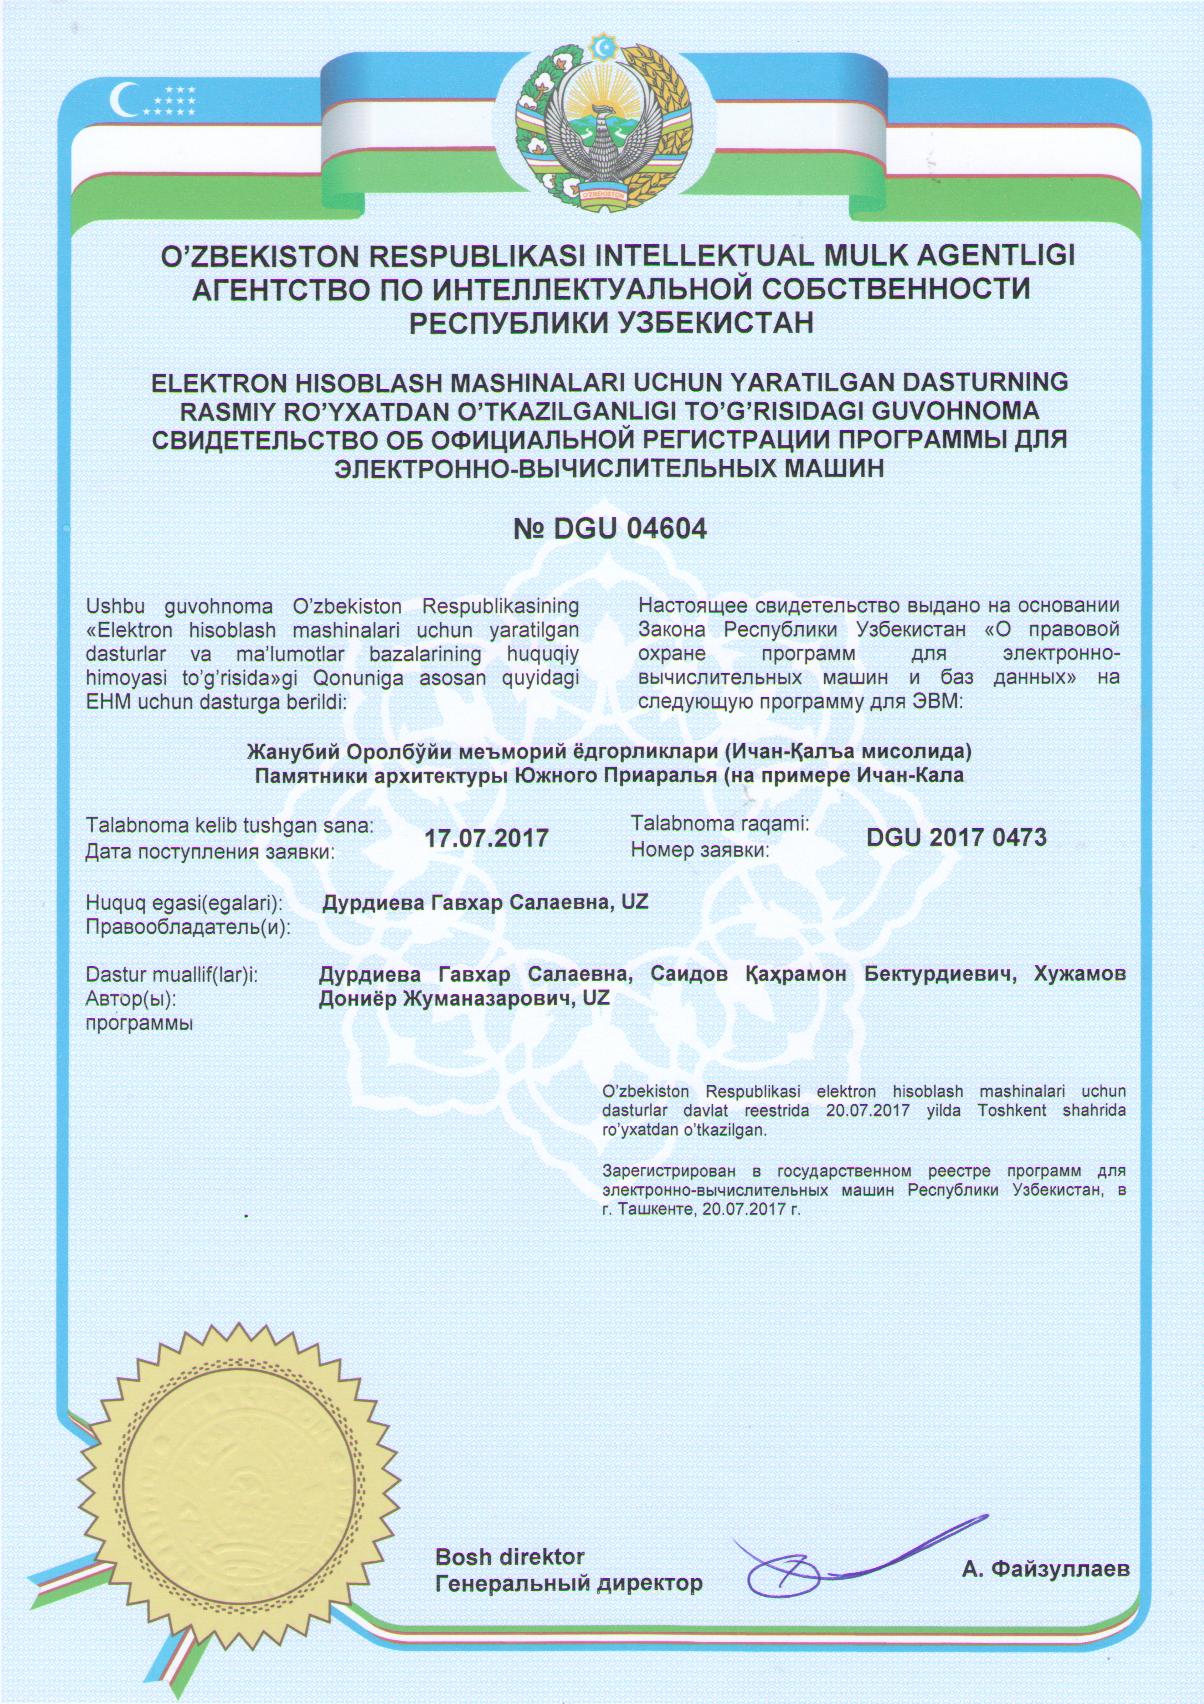 O'ZBEKISTON
O’ZBEKISTON RESPUBLIKASI INTELLEKTUAL MULK AGENTLIGI
АГЕНТСТВО ПО ИНТЕЛЛЕКТУАЛЬНОЙ СОБСТВЕННОСТИ
РЕСПУБЛИКИ УЗБЕКИСТАН
ELEKTRON HISOBLASH MASHINALARI UCHUN YARATILGAN DASTURNING
RASMIY RO’YXATDAN O’TKAZILGANLIGI TO’G’RISIDAGI GUVOHNOMA
СВИДЕТЕЛЬСТВО ОБ ОФИЦИАЛЬНОЙ РЕГИСТРАЦИИ ПРОГРАММЫ ДЛЯ
ЭЛЕКТРОННО-ВЫЧИСЛИТЕЛЬНЫХ МАШИН
№ DGU 04604
Ushbu guvohnoma O’zbekiston Respublikasining
«Elektron hisoblash mashinalari uchun yaratilgan
dasturlar va ma’lumotlar bazalarining huquqiy
himoyasi to’g’risida»gi Qonuniga asosan quyidagi
EHM uchun dasturga berildi:
Настоящее свидетельство выдано на основании
Закона Республики Узбекистан «О правовой
охране программ для электронно-
вычислительных машин и баз данных» на
следующую программу для ЭВМ:
Жанубий Оролбўйи меъморий ёдгорликлари (Ичан-Қалъа мисолида)
Памятники архитектуры Южного Приаралья (на примере Ичан-Кала
Talabnoma kelib tushgan sana:
Дата поступления заявки:
17.07.2017
Talabnoma raqami:
Номер заявки:
DGU 2017 0473
Huquq egasi(egalari):
Правообладатель(и):
Дурдиева Гавхар Салаевна, UZ
Dastur muallif(lar)i:
Автор(ы):
программы
Дурдиева Гавхар Салаевна, Саидов Қаҳрамон Бектурдиевич, Хужамов
Дониёр Жуманазарович, UZ
O’zbekiston Respublikasi elektron hisoblash mashinalari uchun
dasturlar davlat reestrida 20.07.2017 yilda Toshkent shahrida
ro’yxatdan o’tkazilgan.
Зарегистрирован в государственном реестре программ для
электронно-вычислительных машин Республики Узбекистан, в
г. Ташкенте, 20.07.2017 г.
Bosh direktor
Генеральный директор
А. Файзуллаев